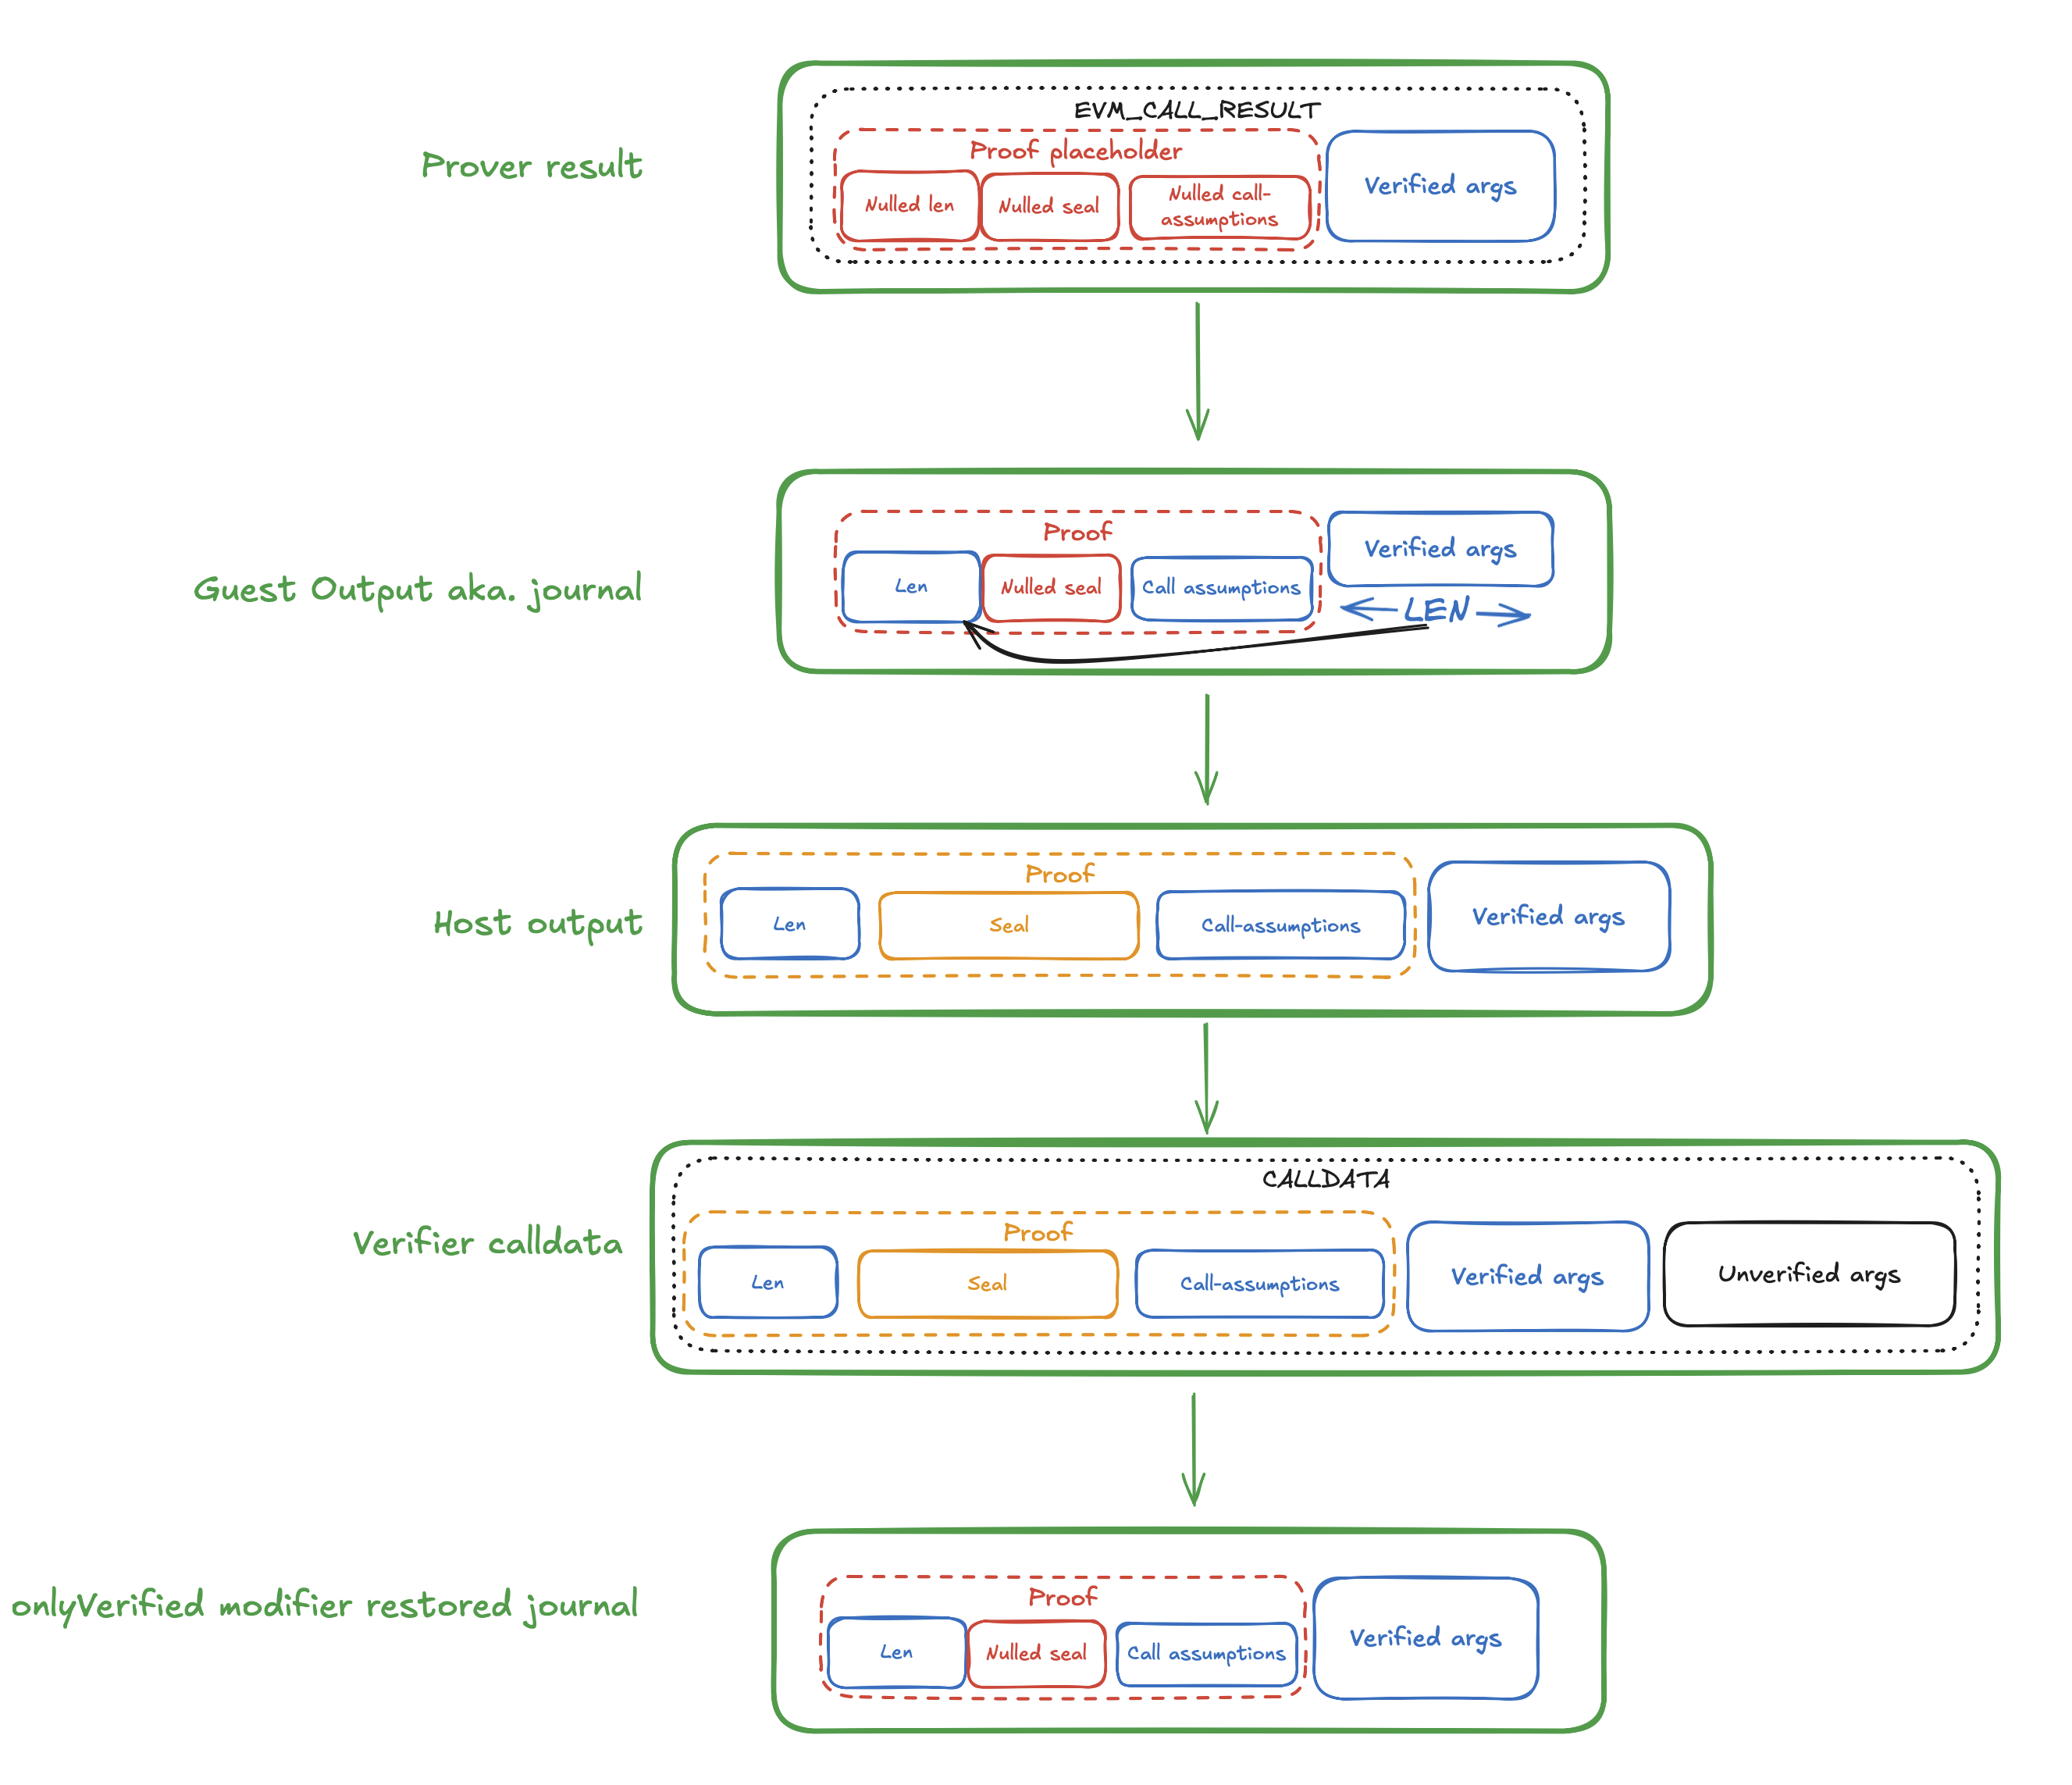 EVM_CALL_RESULT
Prover result
Proof placeholder
Nulled len
Nulled seal
Nulled call-
assumptions
Verified args
Guest Output aka. journal
Proof
Len
Nulled seal
Call assumptions
Verified args
LEN
Host output
Proof
Len
Seal
Call-assumptions
Verified args
Verifier calldata
CALLDATA
Proof
Len
Seal
Call-assumptions
Verified args
Unverified args
onlyVerified modifier restored journal
Proof
Len
Nulled seal
Call assumptions
Verified args